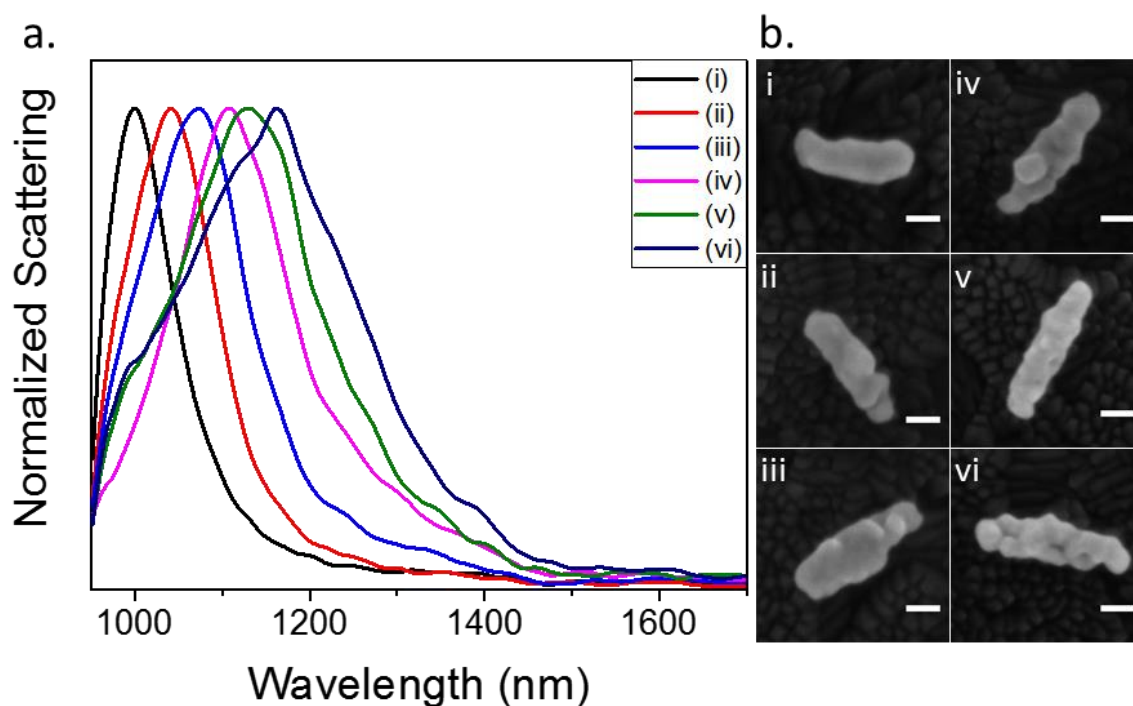 a.
Normalized Scattering
(i)
(ii)
(iii)
(iv)
(v)
(vi)
1000 1200 1400 1600
Wavelength (nm)
b.
i
iv
ii
v
iii
vi